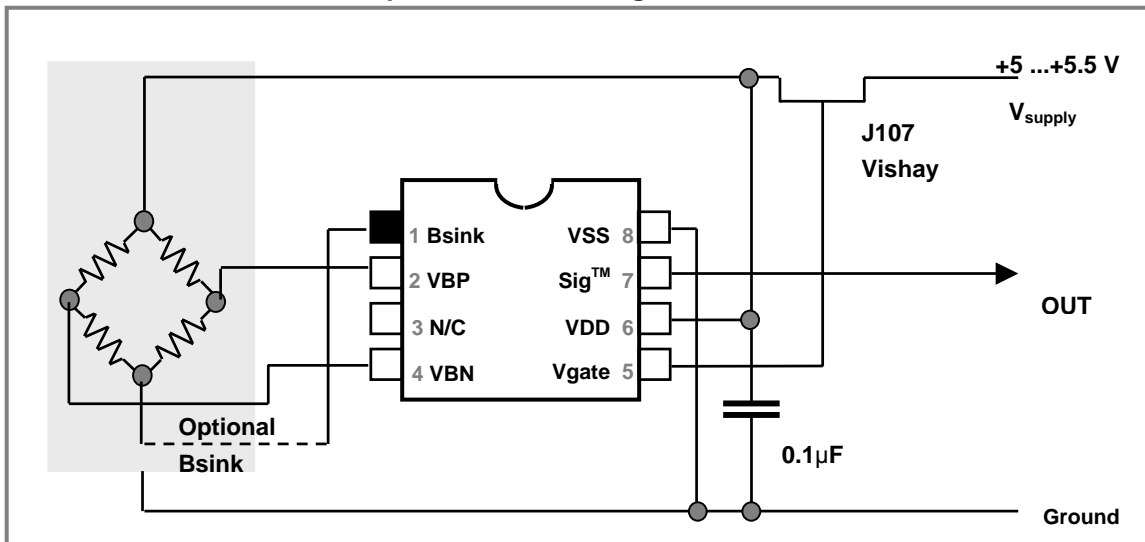 +5 ...+5.5 V
Vsupply
J107
Vishay
1 Bsink
2 VBP
3 N/C
4 VBN
VSS 8
Sig™ 7
VDD 6
Vgate 5
OUT
Optional
Bsink
0.1µF
Ground